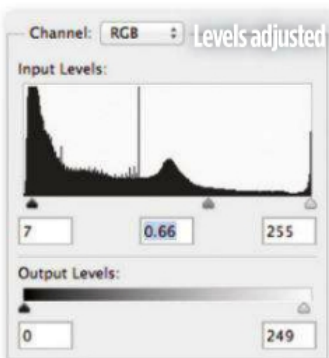 Channel: RGB Levels adjusted
Input Levels:
7 0.66 255
Output Levels:
0 249